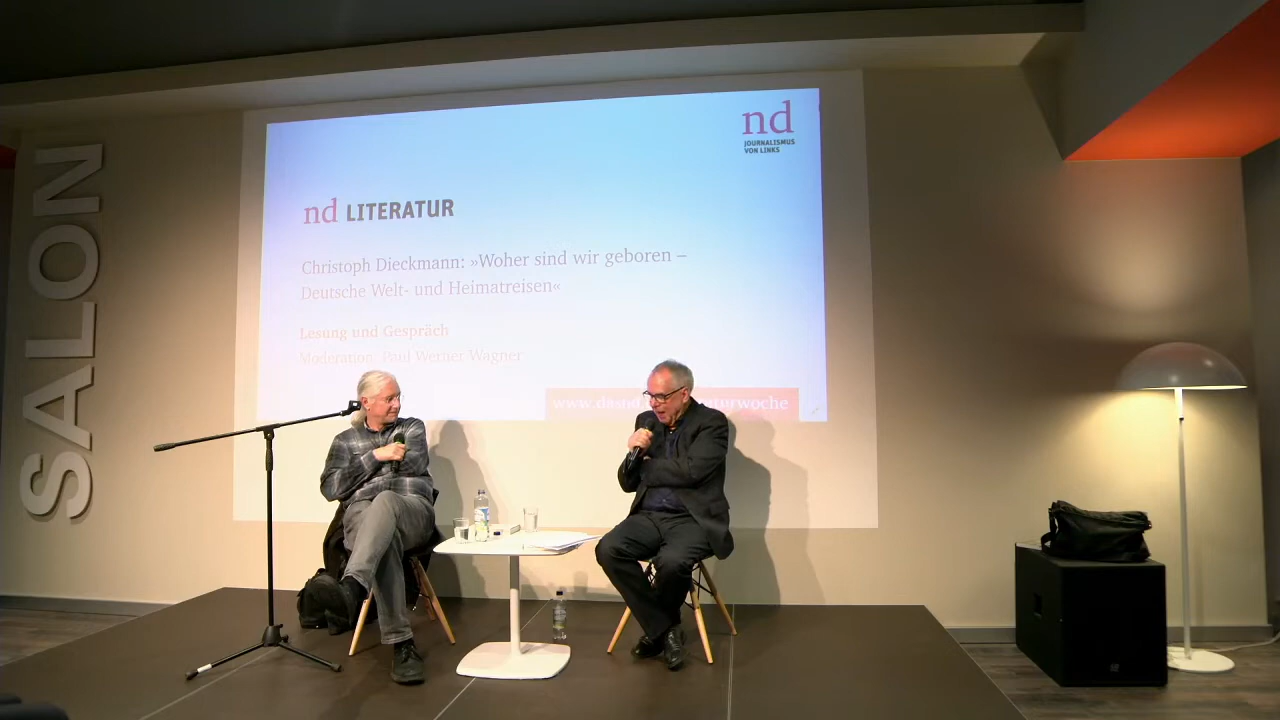 SALON
nd
JOURNALISMUS
VON LINKS
nd LITERATUR
Christoph Dieckmann: »Woher sind wir geboren –
Deutsche Welt- und Heimatreisen«
Lesung und Gespräch
Moderation: Paul Werner Wagner